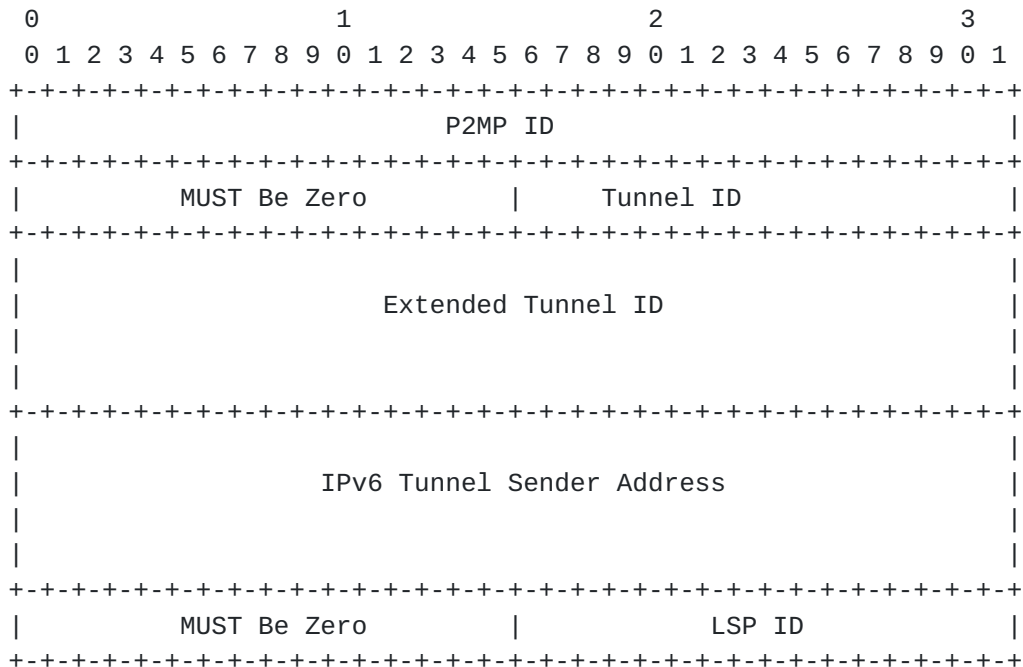 0                   1                   2                   3
 0 1 2 3 4 5 6 7 8 9 0 1 2 3 4 5 6 7 8 9 0 1 2 3 4 5 6 7 8 9 0 1
+-+-+-+-+-+-+-+-+-+-+-+-+-+-+-+-+-+-+-+-+-+-+-+-+-+-+-+-+-+-+-+-+
|                           P2MP ID                             |
+-+-+-+-+-+-+-+-+-+-+-+-+-+-+-+-+-+-+-+-+-+-+-+-+-+-+-+-+-+-+-+-+
|          MUST Be Zero         |     Tunnel ID                 |
+-+-+-+-+-+-+-+-+-+-+-+-+-+-+-+-+-+-+-+-+-+-+-+-+-+-+-+-+-+-+-+-+
|                                                               |
|                       Extended Tunnel ID                      |
|                                                               |
|                                                               |
+-+-+-+-+-+-+-+-+-+-+-+-+-+-+-+-+-+-+-+-+-+-+-+-+-+-+-+-+-+-+-+-+
|                                                               |
|                   IPv6 Tunnel Sender Address                  |
|                                                               |
|                                                               |
+-+-+-+-+-+-+-+-+-+-+-+-+-+-+-+-+-+-+-+-+-+-+-+-+-+-+-+-+-+-+-+-+
|          MUST Be Zero         |            LSP ID             |
+-+-+-+-+-+-+-+-+-+-+-+-+-+-+-+-+-+-+-+-+-+-+-+-+-+-+-+-+-+-+-+-+